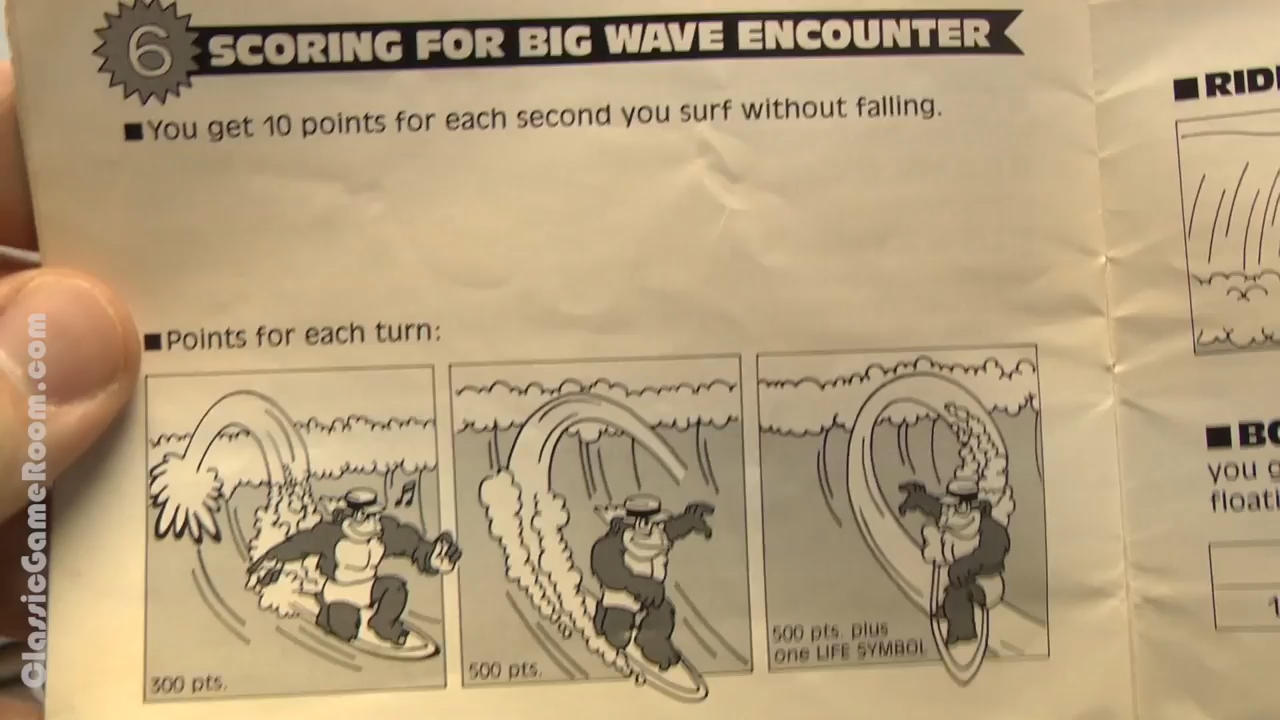 6 SCORING FOR BIG WAVE ENCOUNTER
■ You get 10 points for each second you surf without falling.
■ Points for each turn:
300 pts.
500 pts.
500 pts. plus
one LIFE SYMBOL
■ RID
■ BO
you g
floati
1
ClassicGameRoom.com